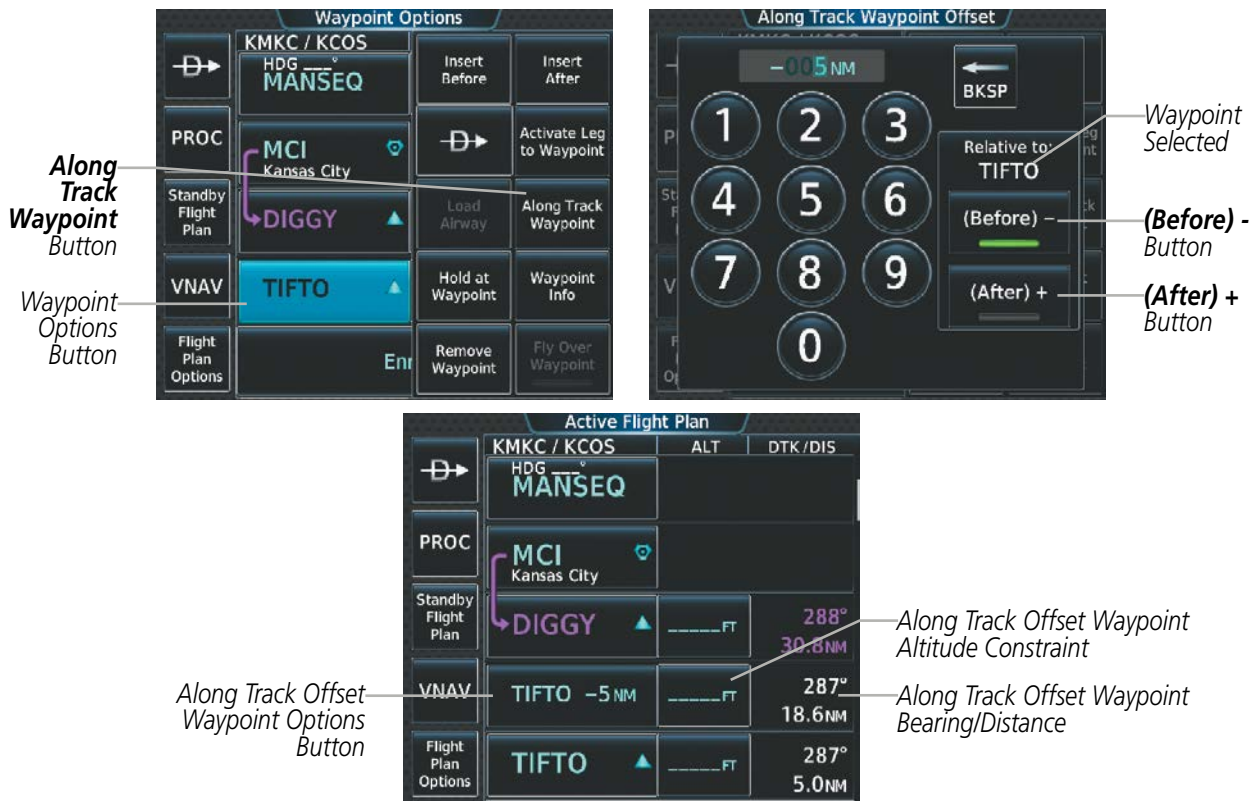 Waypoint Options
KMKC / KCOS
HDG ___°
MANSEQ
Insert
Before
Insert
After
PROC
MCI
Kansas City
Activate Leg
to Waypoint
Along
Track
Waypoint
Button
Standby
Flight
Plan
DIGGY
Load
Airway
Along Track
Waypoint
VNAV
TIFTO
Hold at
Waypoint
Waypoint
Info
Waypoint
Options
Button
Flight
Plan
Options
Enr
Remove
Waypoint
Fly Over
Waypoint
Along Track Waypoint Offset
-005NM
BKSP
1
2
3
Relative to:
TIFTO
Waypoint
Selected
4
5
6
(Before) -
(Before) -
Button
7
8
9
(After) +
(After) +
Button
0
Active Flight Plan
KMKC / KCOS
ALT
DTK/DIS
HDG ___°
MANSEQ
PROC
MCI
Kansas City
Standby
Flight
Plan
DIGGY
_____FT
288°
30.8NM
Along Track Offset Waypoint
Altitude Constraint
Along Track Offset
Waypoint Options
Button
VNAV
TIFTO -5NM
_____FT
287°
18.6NM
Along Track Offset Waypoint
Bearing/Distance
Flight
Plan
Options
TIFTO
_____FT
287°
5.0NM